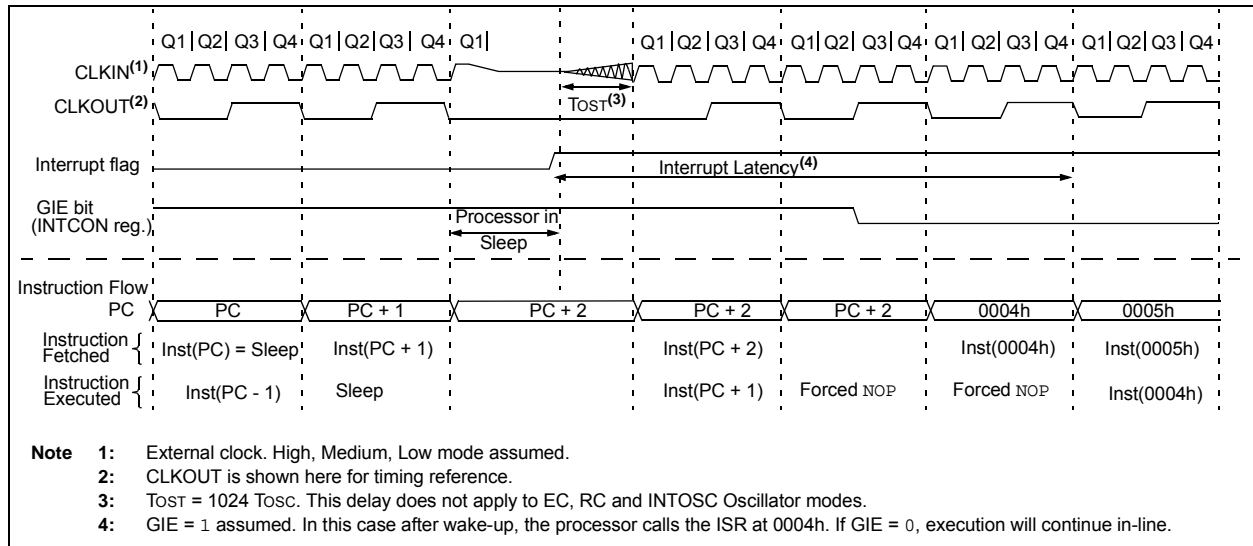 Q1 Q2 Q3 Q4 Q1 Q2 Q3 Q4 Q1 Q1 Q2 Q3 Q4 Q1 Q2 Q3 Q4 Q1 Q2 Q3 Q4 Q1 Q2 Q3 Q4
CLKIN(1)
CLKOUT(2)
TOST(3)
Interrupt flag
Interrupt Latency(4)
GIE bit
(INTCON reg.)
Processor in
Sleep
Instruction Flow
PC PC PC + 1 PC + 2 PC + 2 PC + 2 0004h 0005h
Instruction
Fetched
Inst(PC) = Sleep Inst(PC + 1) Inst(PC + 2) Inst(0004h) Inst(0005h)
Instruction
Executed
Inst(PC - 1) Sleep Inst(PC + 1) Forced NOP Forced NOP Inst(0004h)
Note 1: External clock. High, Medium, Low mode assumed.
2: CLKOUT is shown here for timing reference.
3: TOST = 1024 TOSC. This delay does not apply to EC, RC and INTOSC Oscillator modes.
4: GIE = 1 assumed. In this case after wake-up, the processor calls the ISR at 0004h. If GIE = 0, execution will continue in-line.